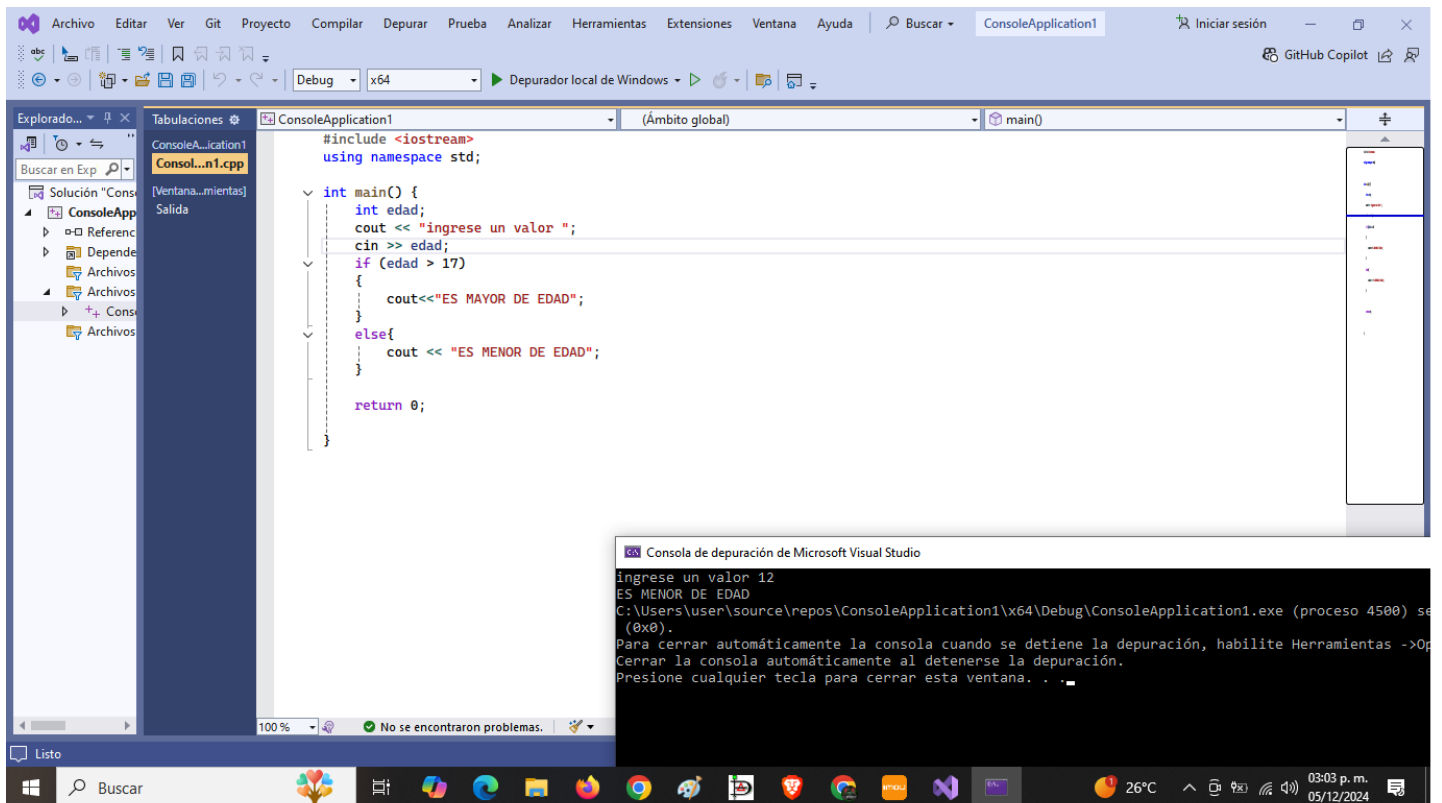 Archivo Editar Ver Git Proyecto Compilar Depurar Prueba Analizar Herramientas Extensiones Ventana Ayuda Buscar ConsoleApplication1 Iniciar sesión
GitHub Copilot
Debug x64 Depurador local de Windows
Explorado...
Buscar en Exp
Solución "Cons
ConsoleApp
Referenc
Depende
Archivos
Archivos
Cons
Archivos
Tabulaciones
ConsoleA...ication1
Consol...n1.cpp
[Ventana...mientas]
Salida
ConsoleApplication1 (Ámbito global) main()
#include <iostream>
using namespace std;
int main() {
int edad;
cout << "ingrese un valor ";
cin >> edad;
if (edad > 17)
{
cout<<"ES MAYOR DE EDAD";
}
else{
cout << "ES MENOR DE EDAD";
}
return 0;
}
100 % No se encontraron problemas.
Listo
Consola de depuración de Microsoft Visual Studio
ingrese un valor 12
ES MENOR DE EDAD
C:\Users\user\source\repos\ConsoleApplication1\x64\Debug\ConsoleApplication1.exe (proceso 4500) se
(0x0).
Para cerrar automáticamente la consola cuando se detiene la depuración, habilite Herramientas ->Op
Cerrar la consola automáticamente al detenerse la depuración.
Presione cualquier tecla para cerrar esta ventana. . .
Buscar
1 26°C 03:03 p. m.
05/12/2024